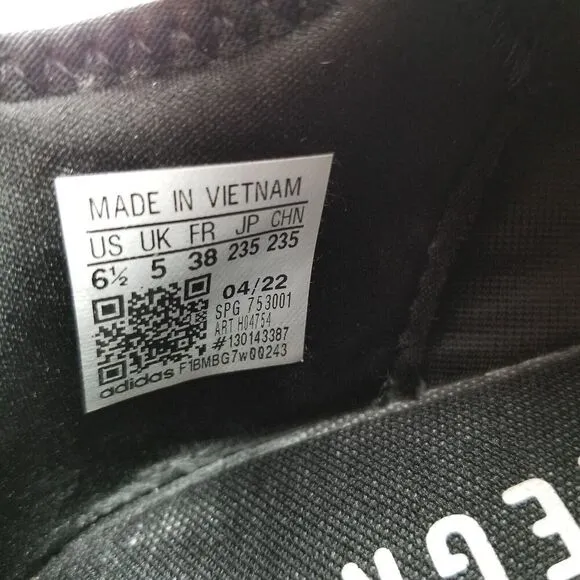 MADE IN VIETNAM
US UK FR JP CHN
6½ 5 38 235 235
04/22
SPG 753001
ART H04754
#130143387
F1BMBG7w0Q243
adidas